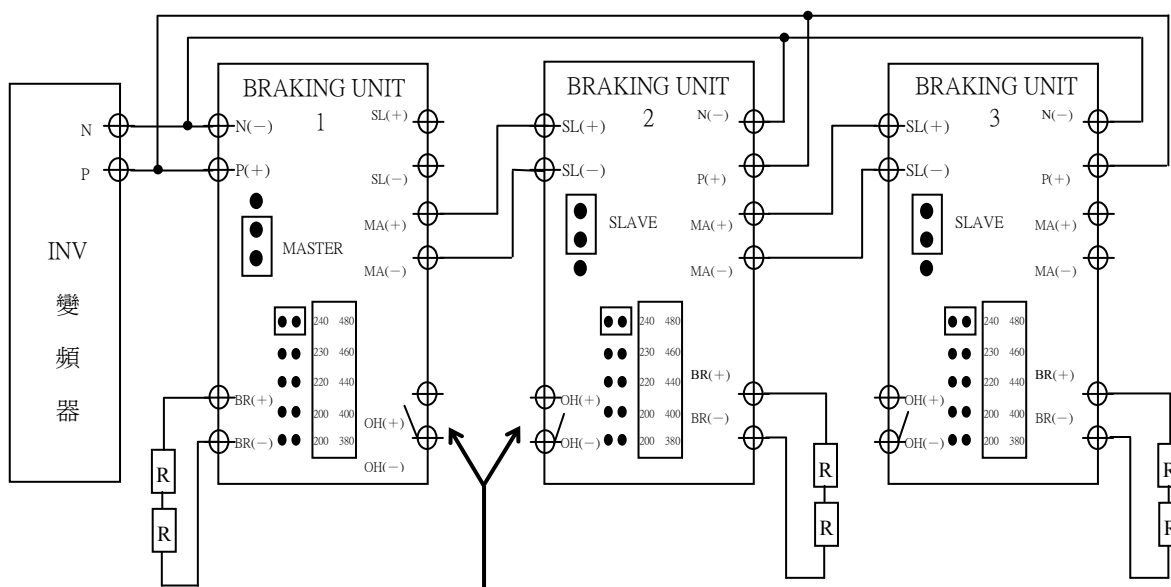 N
P
INV
變
頻
器
BRAKING UNIT
1
N(−)
P(+)
SL(+)
SL(−)
MA(+)
MA(−)
MASTER
240 480
230 460
220 440
200 400
200 380
BR(+)
BR(−)
OH(+)
OH(−)
R
R
BRAKING UNIT
2
SL(+)
SL(−)
N(−)
P(+)
SLAVE
MA(+)
MA(−)
240 480
230 460
220 440
200 400
200 380
OH(+)
OH(−)
BR(+)
BR(−)
R
R
BRAKING UNIT
3
SL(+)
SL(−)
N(−)
P(+)
SLAVE
MA(+)
MA(−)
240 480
230 460
220 440
200 400
200 380
OH(+)
OH(−)
BR(+)
BR(−)
R
R